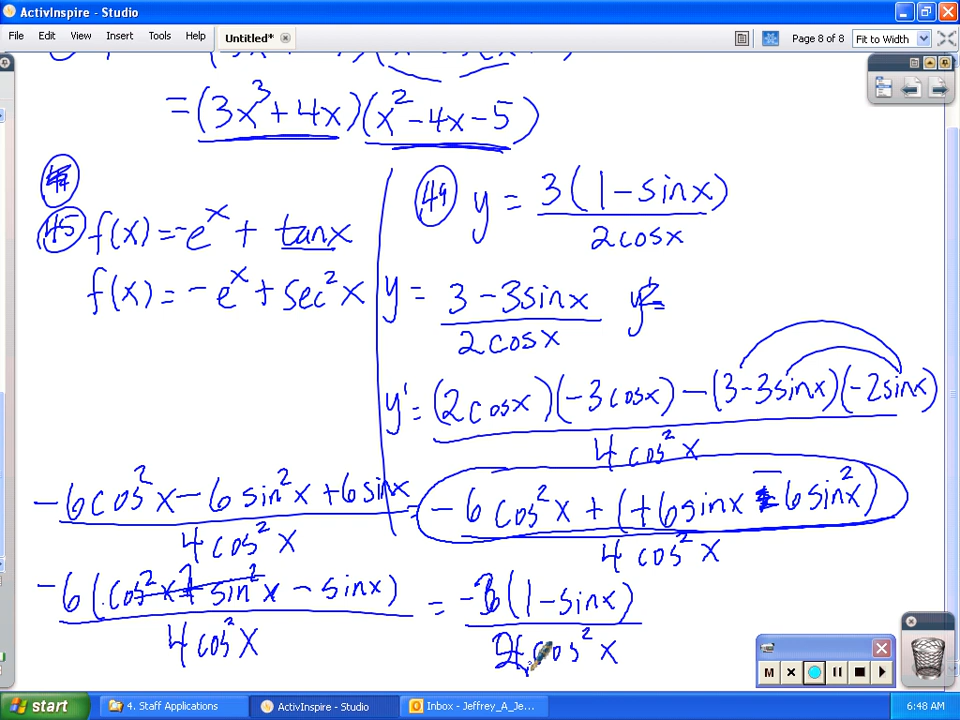 ActivInspire - Studio
File Edit View Insert Tools Help Untitled* Page 8 of 8 Fit to Width
= (3x³ + 4x)(x² - 4x - 5)
45 f(x) = -eˣ + tanx
f(x) = -eˣ + sec²x
49 y = 3(1 - sinx) / 2cosx
y = 3 - 3sinx / 2cosx
y' = (2cosx)(-3cosx) - (3 - 3sinx)(-2sinx) / 4cos²x
= -6cos²x + (+6sinx - 6sin²x) / 4cos²x
-6cos²x - 6sin²x + 6sinx / 4cos²x
-6(cos²x + sin²x - sinx) / 4cos²x = -3(1 - sinx) / 2cos²x
start 4. Staff Applications ActivInspire - Studio Inbox - Jeffrey_A_Je... 6:48 AM